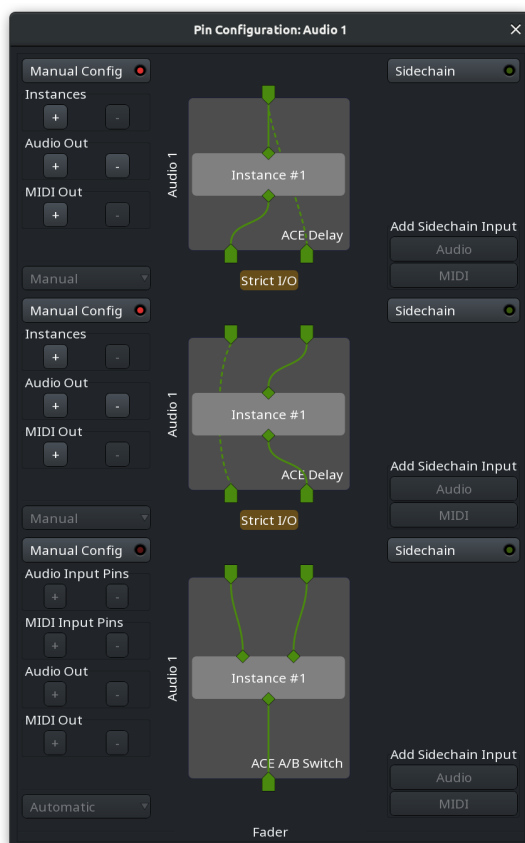 Pin Configuration: Audio 1
×
Manual Config
Sidechain
Instances
+ -
Audio Out
+ -
MIDI Out
+ -
Manual
Audio 1
Instance #1
ACE Delay
Strict I/O
Add Sidechain Input
Audio
MIDI
Manual Config
Sidechain
Instances
+ -
Audio Out
+ -
MIDI Out
+ -
Manual
Audio 1
Instance #1
ACE Delay
Strict I/O
Add Sidechain Input
Audio
MIDI
Manual Config
Sidechain
Audio Input Pins
+ -
MIDI Input Pins
+ -
Audio Out
+ -
MIDI Out
+ -
Automatic
Audio 1
Instance #1
ACE A/B Switch
Add Sidechain Input
Audio
MIDI
Fader